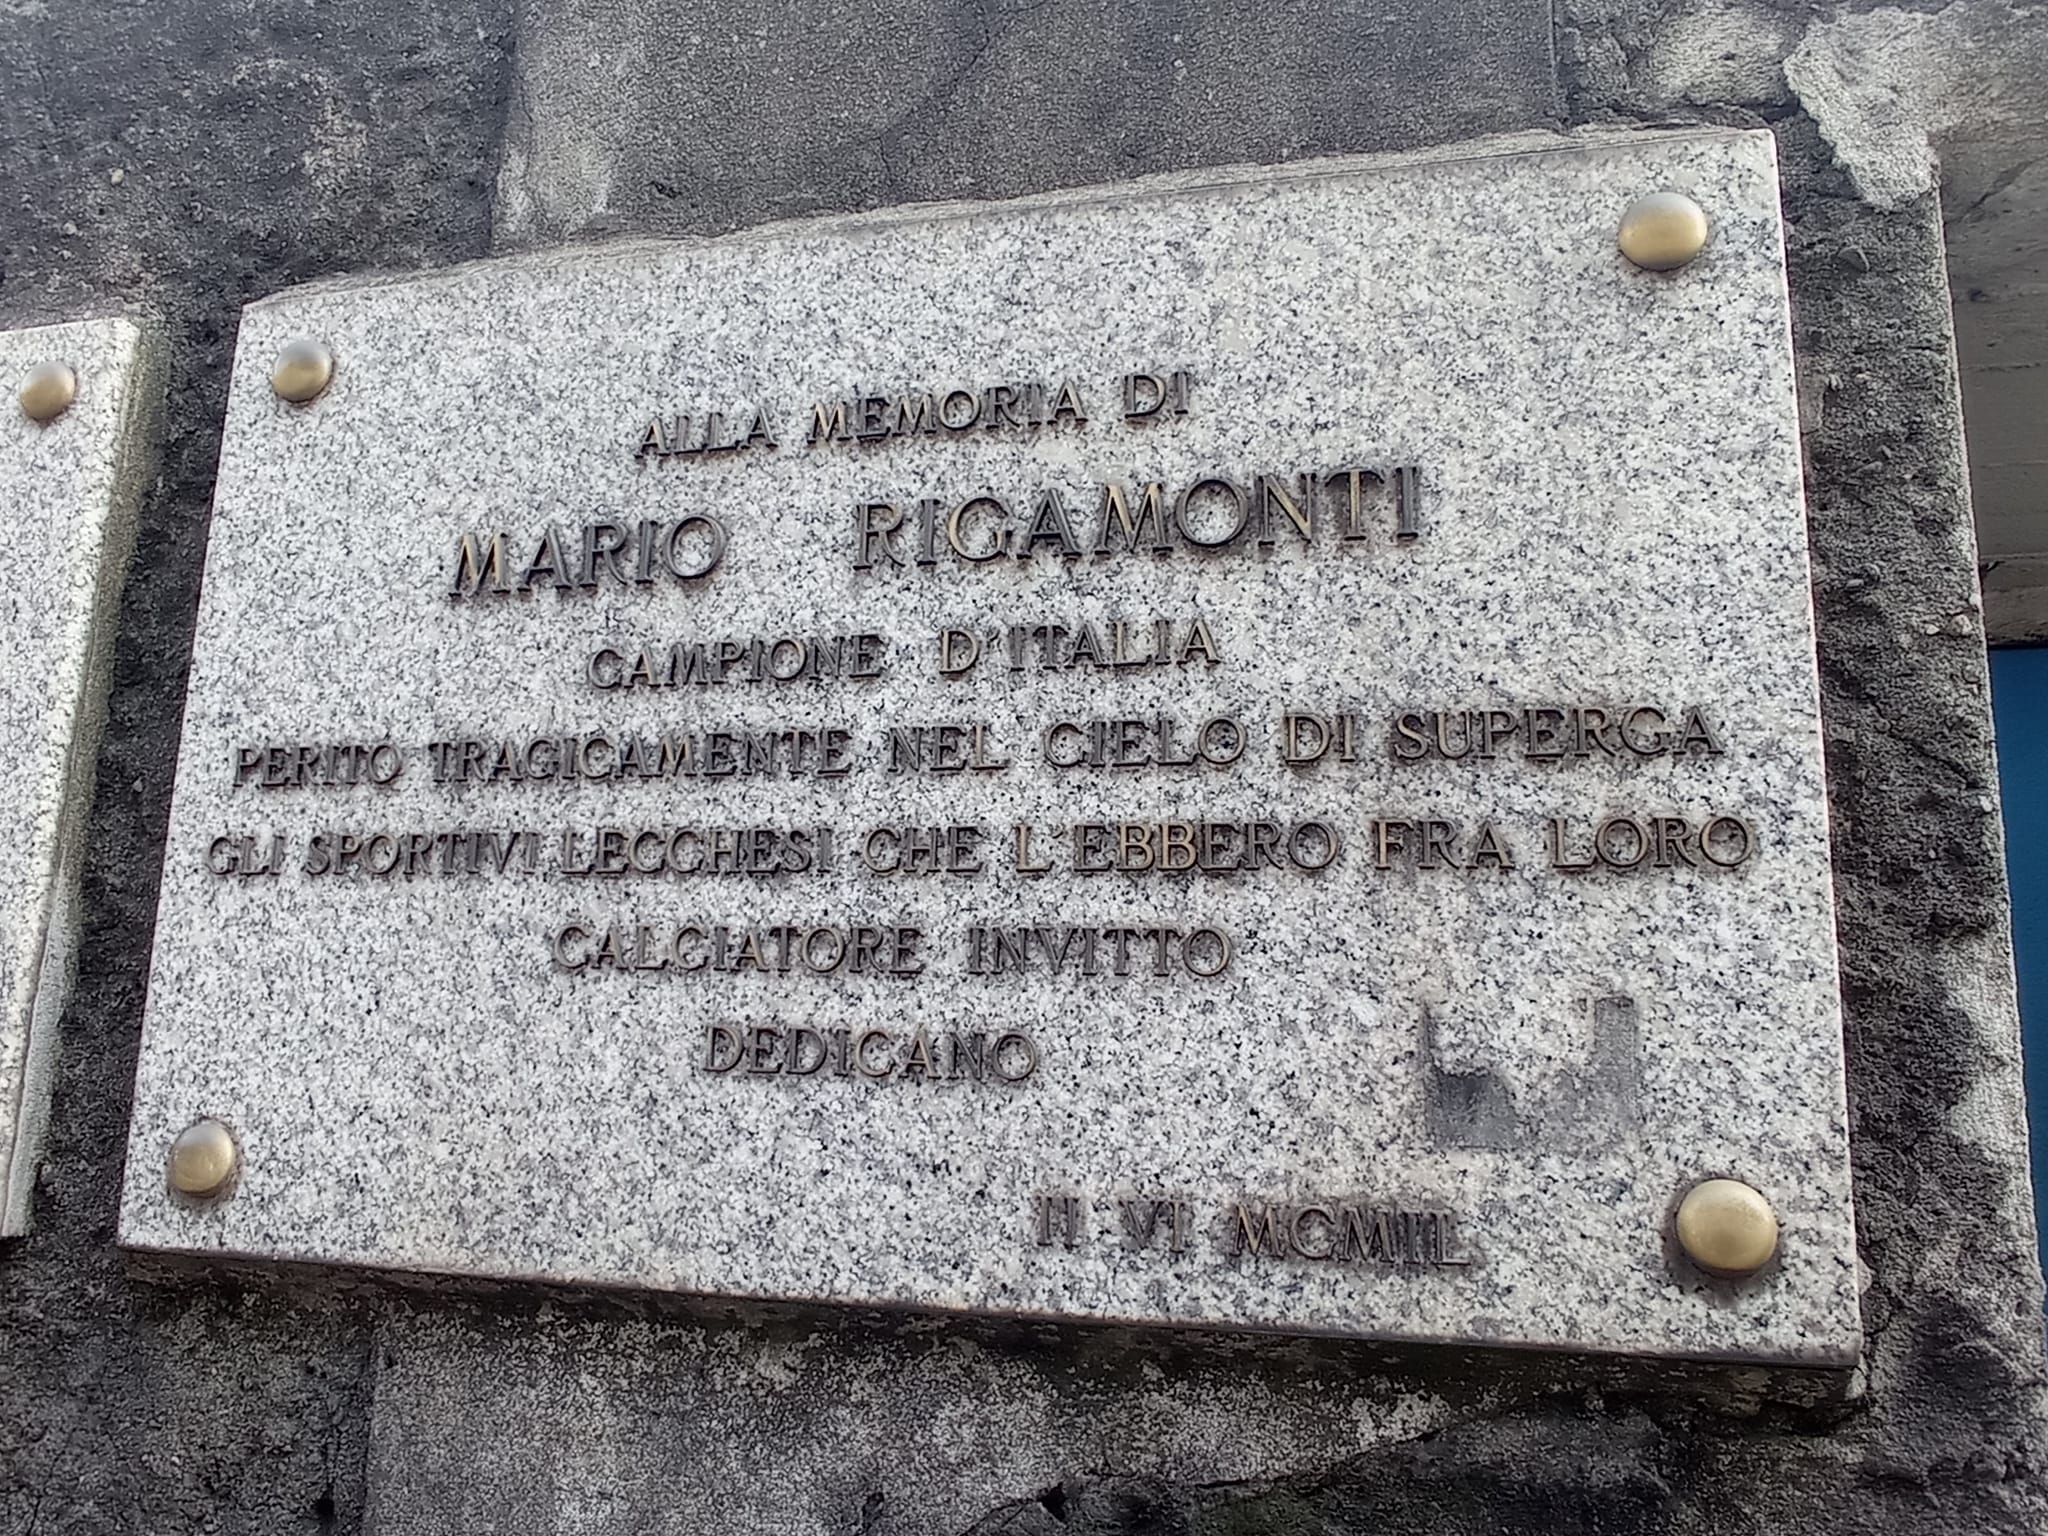 ALLA MEMORIA DI
MARIO RIGAMONTI
CAMPIONE D'ITALIA
PERITO TRAGICAMENTE NEL CIELO DI SUPERGA
GLI SPORTIVI LECCHESI CHE L'EBBERO FRA LORO
CALCIATORE INVITTO
DEDICANO
II VI MCMIIL